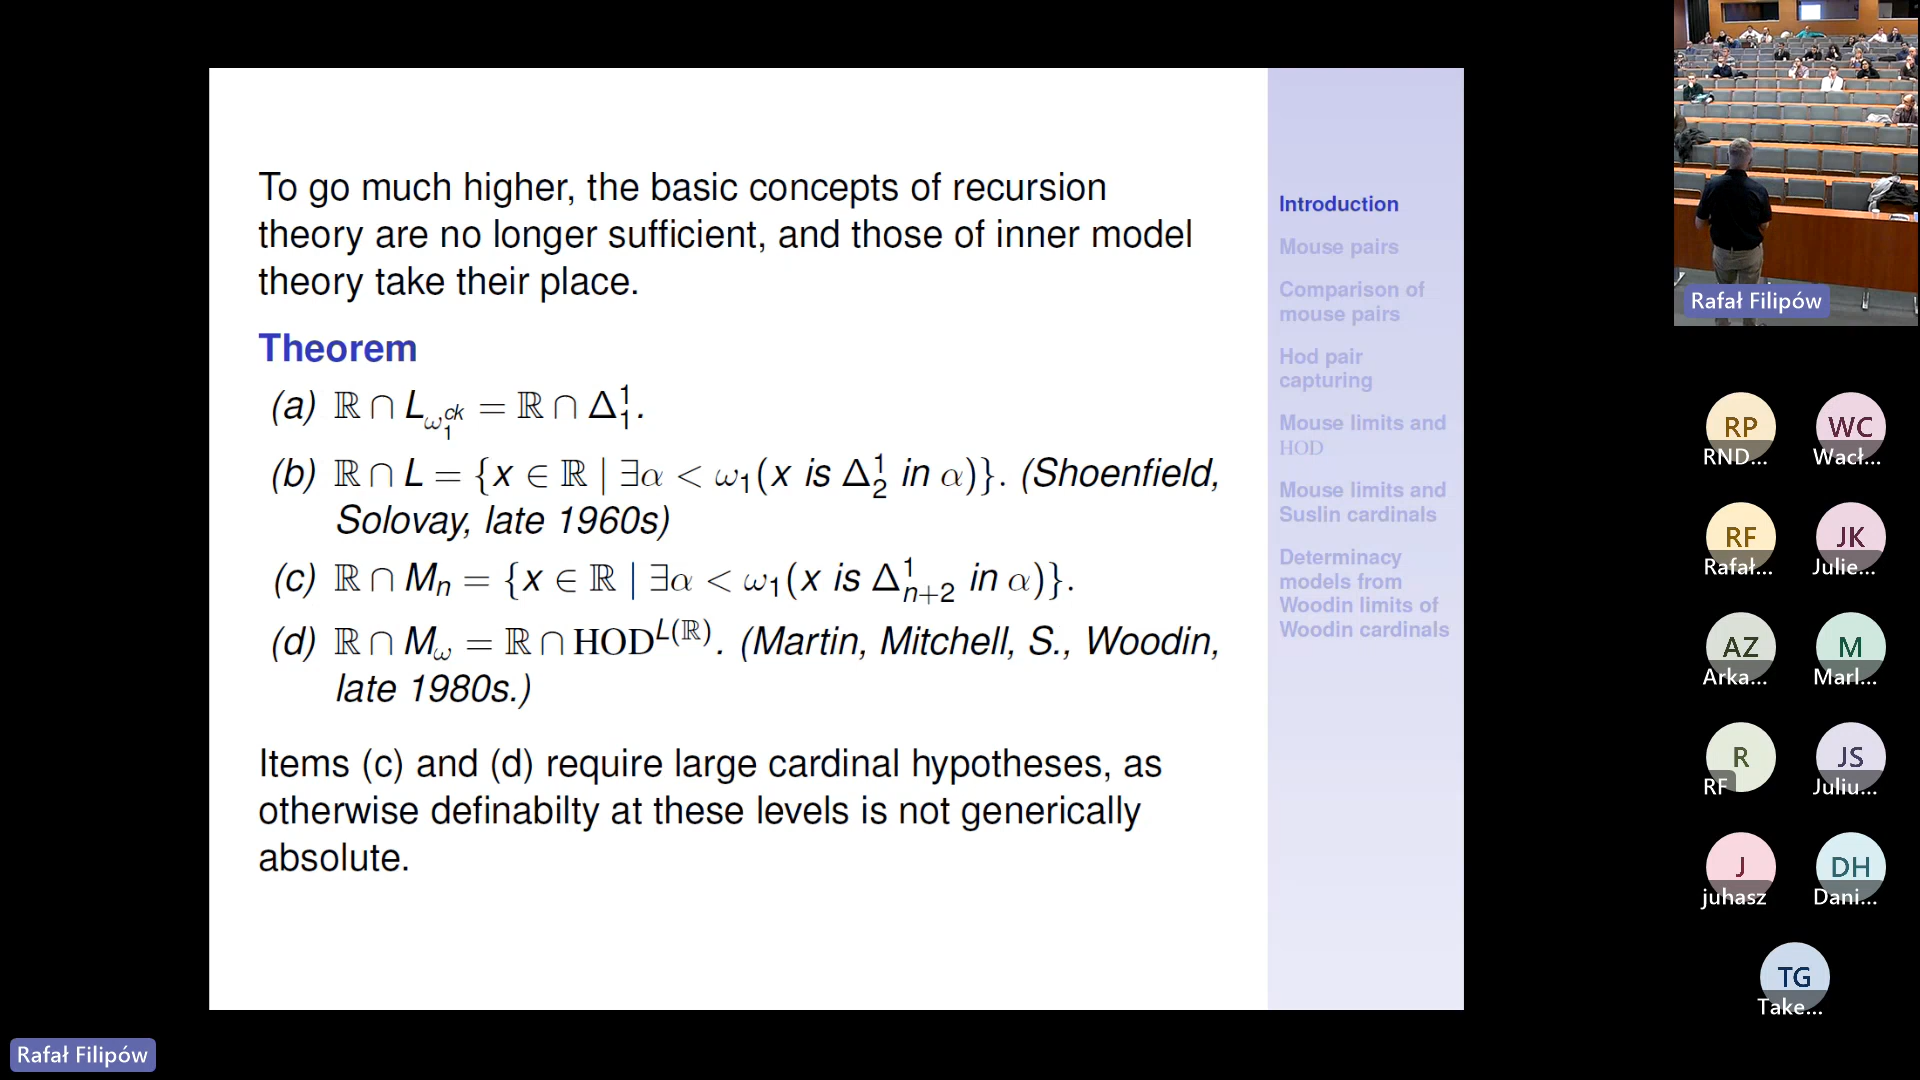 To go much higher, the basic concepts of recursion
theory are no longer sufficient, and those of inner model
theory take their place.
Theorem
(a) ℝ ∩ L_{ω₁^{ck}} = ℝ ∩ Δ^1_1.
(b) ℝ ∩ L = {x ∈ ℝ | ∃α < ω₁(x is Δ^1_2 in α)}. (Shoenfield,
Solovay, late 1960s)
(c) ℝ ∩ M_n = {x ∈ ℝ | ∃α < ω₁(x is Δ^1_{n+2} in α)}.
(d) ℝ ∩ M_ω = ℝ ∩ HOD^{L(ℝ)}. (Martin, Mitchell, S., Woodin,
late 1980s.)
Items (c) and (d) require large cardinal hypotheses, as
otherwise definabilty at these levels is not generically
absolute.
Introduction
Mouse pairs
Comparison of
mouse pairs
Hod pair
capturing
Mouse limits and
HOD
Mouse limits and
Suslin cardinals
Determinacy
models from
Woodin limits of
Woodin cardinals
Rafał Filipów
RP
RND...
WC
Wacł...
RF
Rafał...
JK
Julie...
AZ
Arka...
M
Marl...
R
RF
JS
Juliu...
J
juhasz
DH
Dani...
TG
Take...
Rafał Filipów